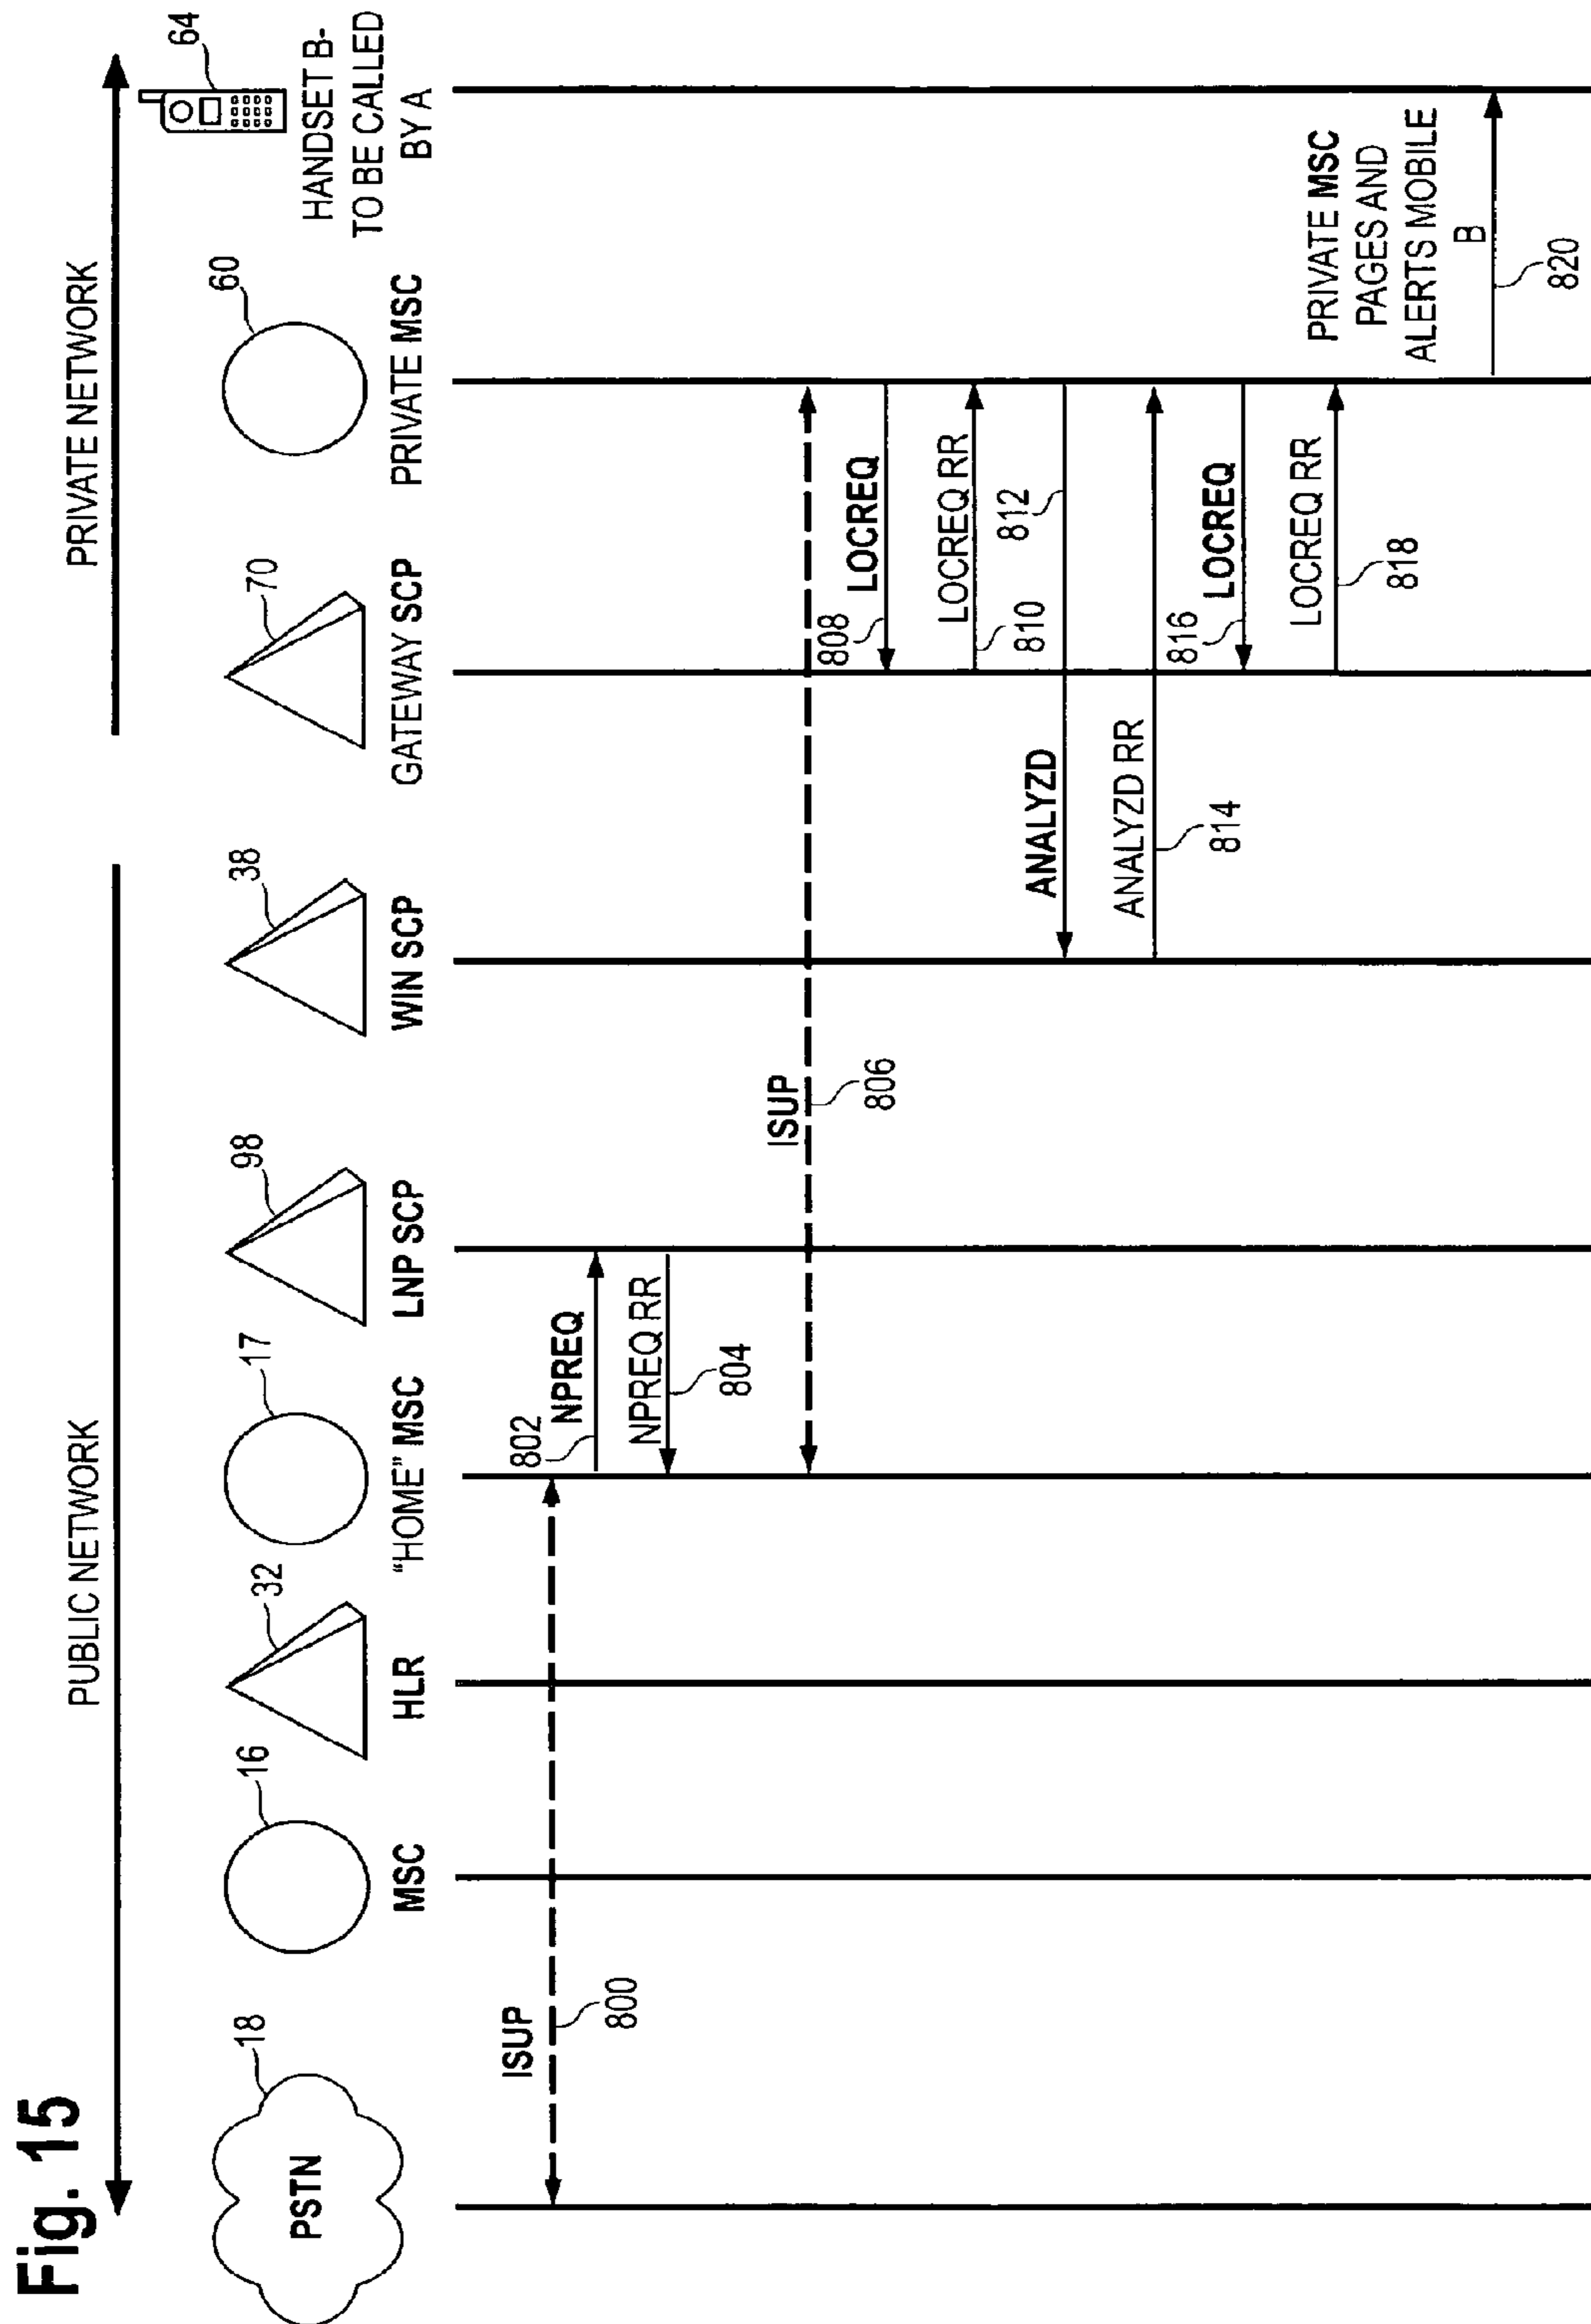 Fig. 15
PUBLIC NETWORK
PRIVATE NETWORK
18
16
32
17
98
38
70
60
64
PSTN
MSC
HLR
"HOME" MSC
LNP SCP
WIN SCP
GATEWAY SCP
PRIVATE MSC
HANDSET B-
TO BE CALLED
BY A
ISUP
800
802
NPREQ
NPREQ RR
804
ISUP
806
808
LOCREQ
LOCREQ RR
810
812
ANALYZD
ANALYZD RR
814
816
LOCREQ
LOCREQ RR
818
PRIVATE MSC
PAGES AND
ALERTS MOBILE
B
820